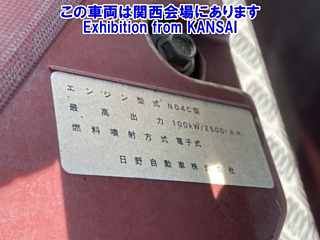 この車両は関西会場にあります
Exhibition from KANSAI
エンジン型式 N04C型
最高出力 100kW/2500r.p.m.
燃料噴射方式 電子式
日野自動車株式会社